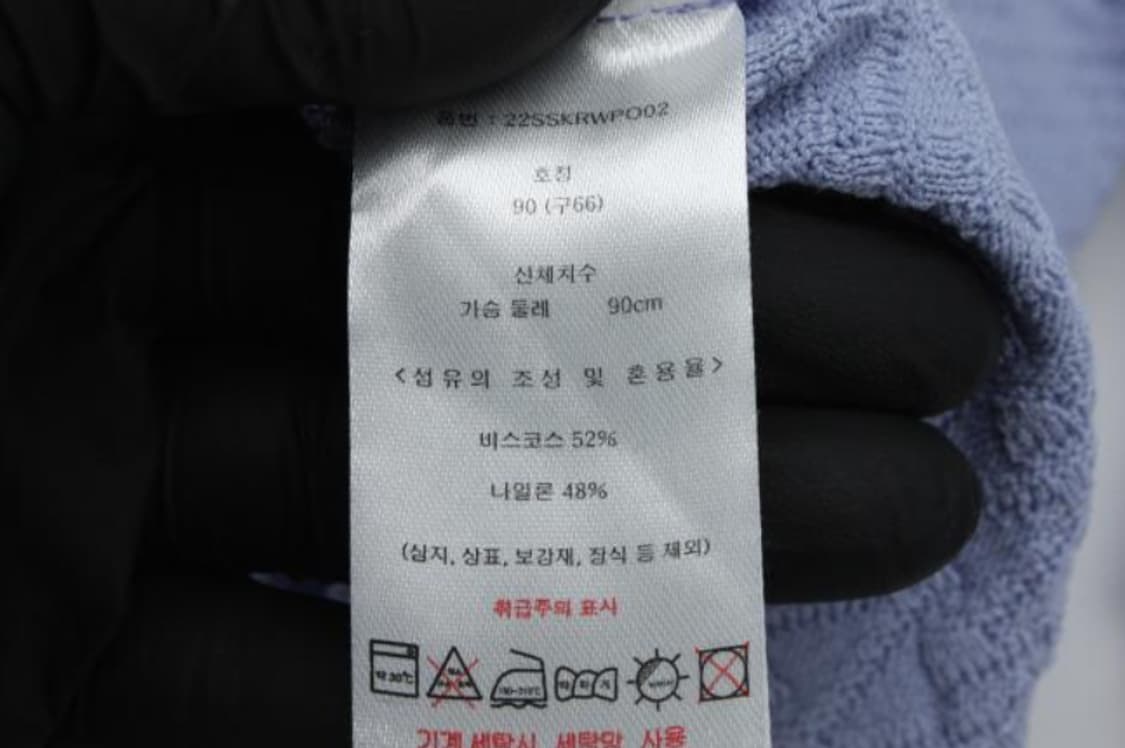 품번 : 22SSKRWPO02
호칭
90 (구66)
신체치수
가슴 둘레 90cm
<섬유의 조성 및 혼용율>
비스코스 52%
나일론 48%
(심지, 상표, 보강재, 장식 등 제외)
취급주의 표시
약 30℃
기계 세탁시, 세탁망 사용